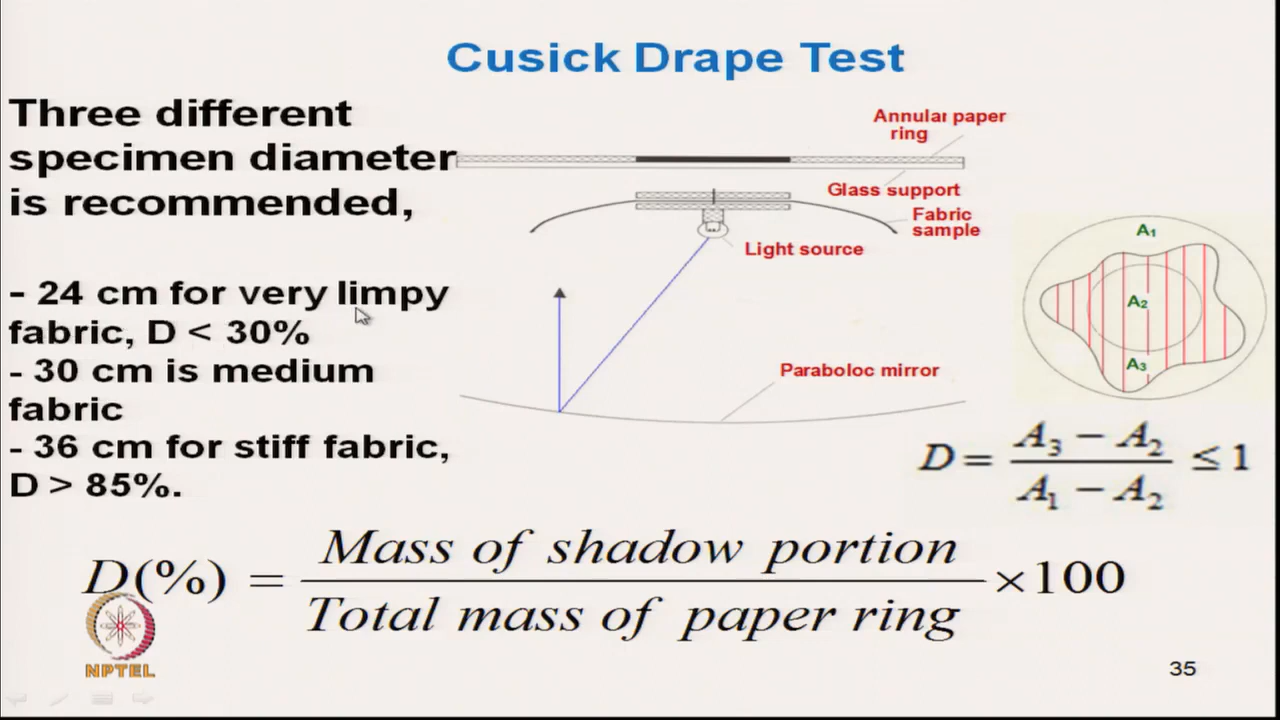 Cusick Drape Test
Three different
specimen diameter
is recommended,
- 24 cm for very limpy
fabric, D < 30%
- 30 cm is medium
fabric
- 36 cm for stiff fabric,
D > 85%.
Annular paper
ring
Glass support
Fabric
sample
Light source
Paraboloc mirror
A₁
A₂
A₃
D = (A₃ − A₂) / (A₁ − A₂) ≤ 1
D(%) = Mass of shadow portion / Total mass of paper ring ×100
NPTEL
35